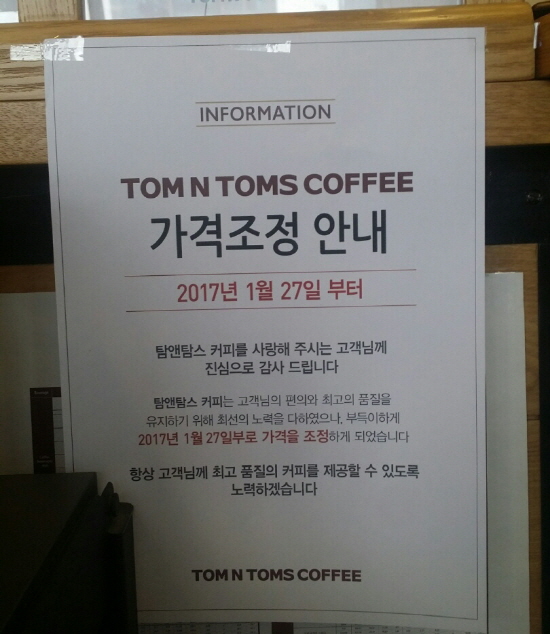 INFORMATION
TOM N TOMS COFFEE
가격조정 안내
2017년 1월 27일 부터
탐앤탐스 커피를 사랑해 주시는 고객님께
진심으로 감사 드립니다
탐앤탐스 커피는 고객님의 편의와 최고의 품질을
유지하기 위해 최선의 노력을 다하였으나, 부득이하게
2017년 1월 27일부로 가격을 조정하게 되었습니다
항상 고객님께 최고 품질의 커피를 제공할 수 있도록
노력하겠습니다
TOM N TOMS COFFEE